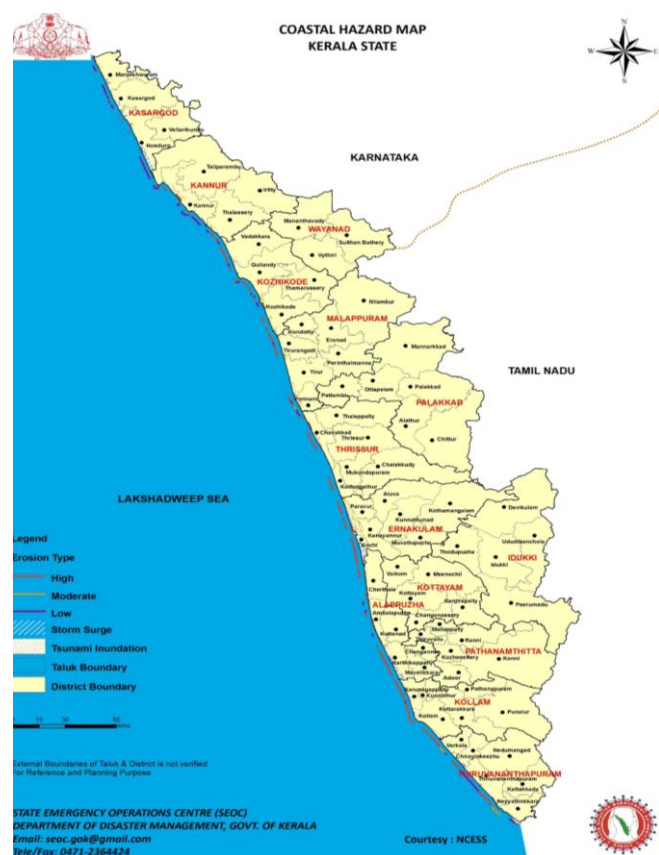 COASTAL HAZARD MAP
KERALA STATE
N
E
S
KARNATAKA
TAMIL NADU
LAKSHADWEEP SEA
Manjeshwaram
Kasargod
KASARGOD
Vellarikundu
Hosdurg
Taliparamba
KANNUR
Iritty
Kannur
Thalassery
Mananthavady
WAYANAD
Sulthan Bathery
Vythiri
Vadakkara
Quilandy
KOZHIKODE
Thamarassery
Kozhikode
Nilambur
MALAPPURAM
Kondotty
Eranad
Tirurangadi
Perinthalmanna
Tirur
Mannarkkad
Ottapalam
Palakkad
Pattambi
PALAKKAD
Ponnani
Thalappally
Alathur
Chavakkad
Thrissur
Chittur
THRISSUR
Chalakkudy
Mukundapuram
Kodungallur
Aluva
Paravur
Kothamangalam
Devikulam
Kunnathunad
ERNAKULAM
Kanayannur
Muvattupuzha
Kochi
Thodupuzha
Udumbanchola
IDUKKI
Idukki
Vaikom
Meenachil
Cherthala
KOTTAYAM
Kottayam
Kanjirapally
Peerumedu
ALAPPUZHA
Ambalapuzha
Changanassery
Kuttanad
Mallappally
Ranni
PATHANAMTHITTA
Chengannur
Kozhenchery
Konni
Karthikappally
Mavelikkara
Adoor
Karunagappally
Pathanapuram
Kunnathur
KOLLAM
Kottarakkara
Punalur
Kollam
Varkala
Nedumangad
Chirayinkeezhu
THIRUVANANTHAPURAM
Thiruvananthapuram
Kattakkada
Neyyattinkara
Legend
Erosion Type
High
Moderate
Low
Storm Surge
Tsunami Inundation
Taluk Boundary
District Boundary
External Boundaries of Taluk & District is not verified
For Reference and Planning Purpose
STATE EMERGENCY OPERATIONS CENTRE (SEOC)
DEPARTMENT OF DISASTER MANAGEMENT, GOVT. OF KERALA
Email: seoc.gok@gmail.com
Courtesy : NCESS
Tele/Fax: 0471-2364424